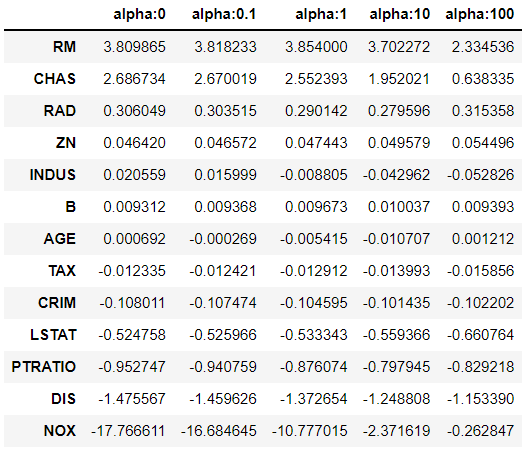 alpha:0 alpha:0.1 alpha:1 alpha:10 alpha:100
RM 3.809865 3.818233 3.854000 3.702272 2.334536
CHAS 2.686734 2.670019 2.552393 1.952021 0.638335
RAD 0.306049 0.303515 0.290142 0.279596 0.315358
ZN 0.046420 0.046572 0.047443 0.049579 0.054496
INDUS 0.020559 0.015999 -0.008805 -0.042962 -0.052826
B 0.009312 0.009368 0.009673 0.010037 0.009393
AGE 0.000692 -0.000269 -0.005415 -0.010707 0.001212
TAX -0.012335 -0.012421 -0.012912 -0.013993 -0.015856
CRIM -0.108011 -0.107474 -0.104595 -0.101435 -0.102202
LSTAT -0.524758 -0.525966 -0.533343 -0.559366 -0.660764
PTRATIO -0.952747 -0.940759 -0.876074 -0.797945 -0.829218
DIS -1.475567 -1.459626 -1.372654 -1.248808 -1.153390
NOX -17.766611 -16.684645 -10.777015 -2.371619 -0.262847